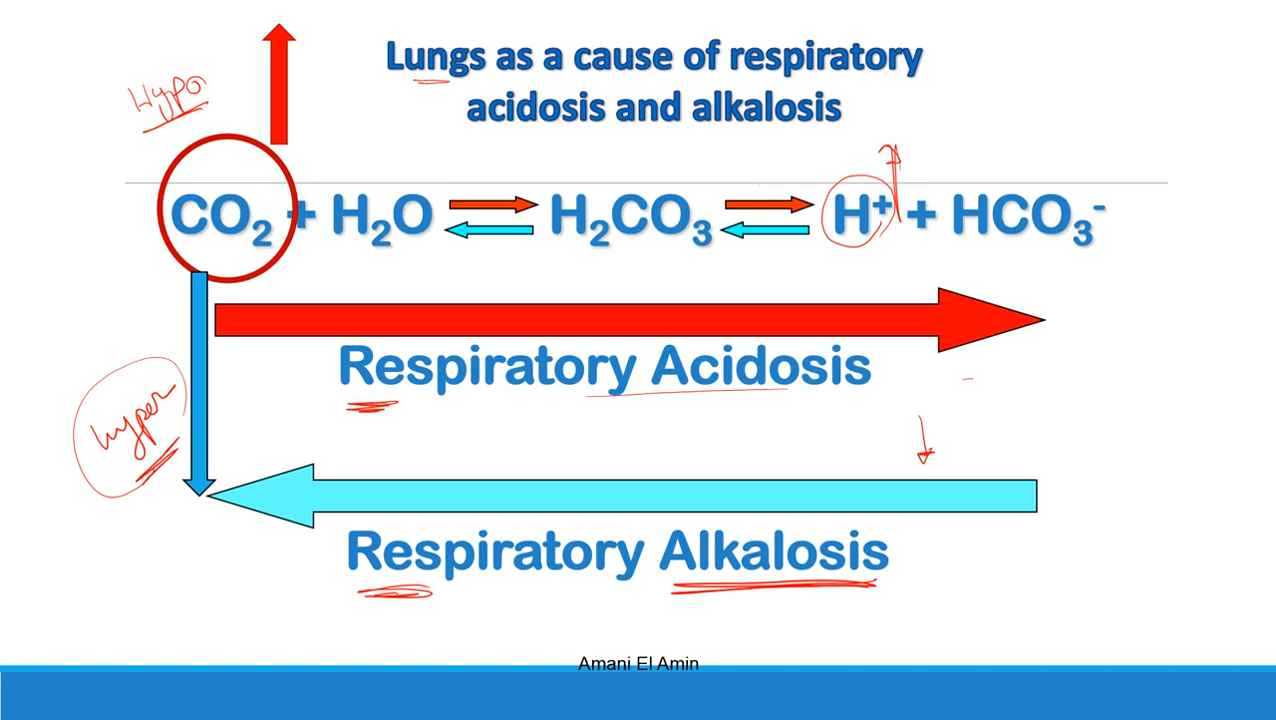 Lungs as a cause of respiratory
acidosis and alkalosis
Hypo
CO₂ + H₂O H₂CO₃ H⁺ + HCO₃⁻
Respiratory Acidosis
hyper
Respiratory Alkalosis
Amani El Amin